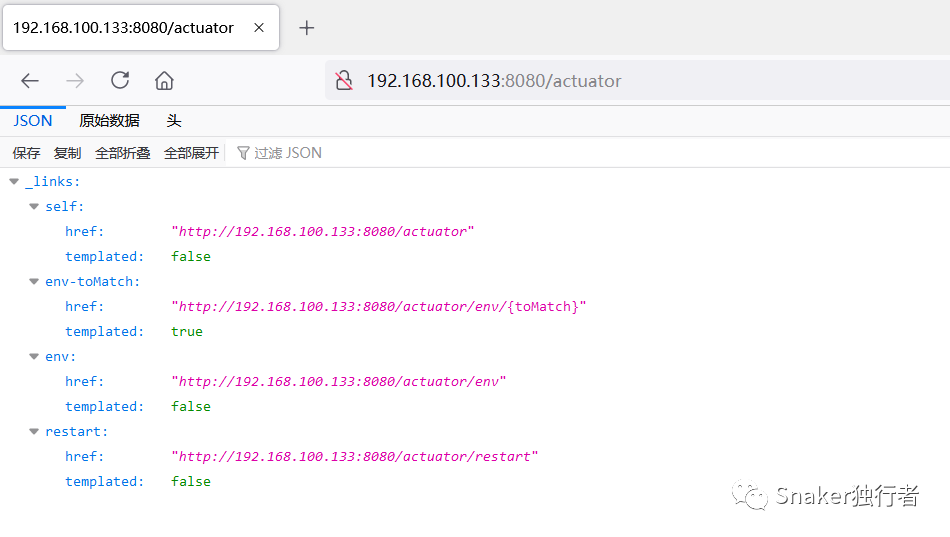 192.168.100.133:8080/actuator
192.168.100.133:8080/actuator
JSON 原始数据 头
保存 复制 全部折叠 全部展开 过滤 JSON
_links:
self:
href: "http://192.168.100.133:8080/actuator"
templated: false
env-toMatch:
href: "http://192.168.100.133:8080/actuator/env/{toMatch}"
templated: true
env:
href: "http://192.168.100.133:8080/actuator/env"
templated: false
restart:
href: "http://192.168.100.133:8080/actuator/restart"
templated: false
Snaker独行者